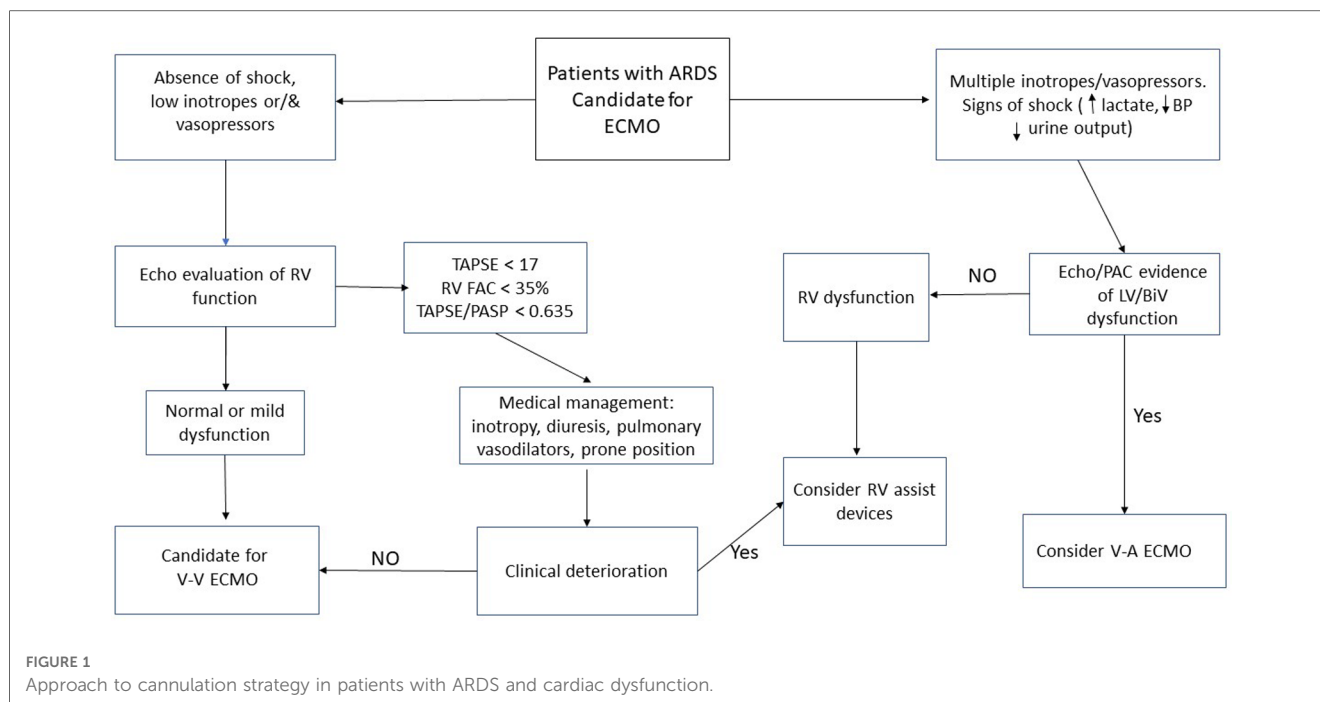 Patients with ARDS
Candidate for
ECMO
Absence of shock,
low inotropes or/&
vasopressors
Multiple inotropes/vasopressors.
Signs of shock ( ↑ lactate, ↓ BP
↓ urine output)
Echo evaluation of RV
function
TAPSE < 17
RV FAC < 35%
TAPSE/PASP < 0.635
RV dysfunction
NO
Echo/PAC evidence
of LV/BiV
dysfunction
Normal or mild
dysfunction
Medical management:
inotropy, diuresis, pulmonary
vasodilators, prone position
Yes
Consider RV assist
devices
Candidate for
V-V ECMO
NO
Clinical deterioration
Yes
Consider V-A ECMO
FIGURE 1
Approach to cannulation strategy in patients with ARDS and cardiac dysfunction.